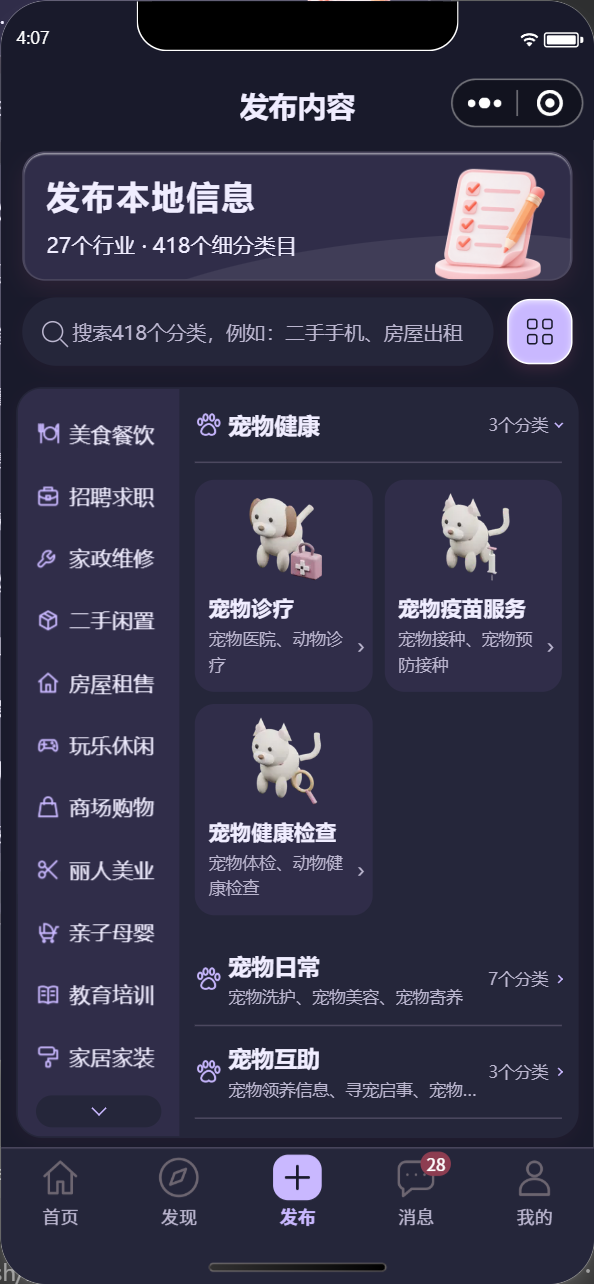 4:07
发布内容
发布本地信息
27个行业 · 418个细分类目
搜索418个分类，例如：二手手机、房屋出租
美食餐饮
招聘求职
家政维修
二手闲置
房屋租售
玩乐休闲
商场购物
丽人美业
亲子母婴
教育培训
家居家装
宠物健康
3个分类
宠物诊疗
宠物医院、动物诊
疗
宠物疫苗服务
宠物接种、宠物预
防接种
宠物健康检查
宠物体检、动物健
康检查
宠物日常
宠物洗护、宠物美容、宠物寄养
7个分类
宠物互助
宠物领养信息、寻宠启事、宠物...
3个分类
首页
发现
发布
28
消息
我的